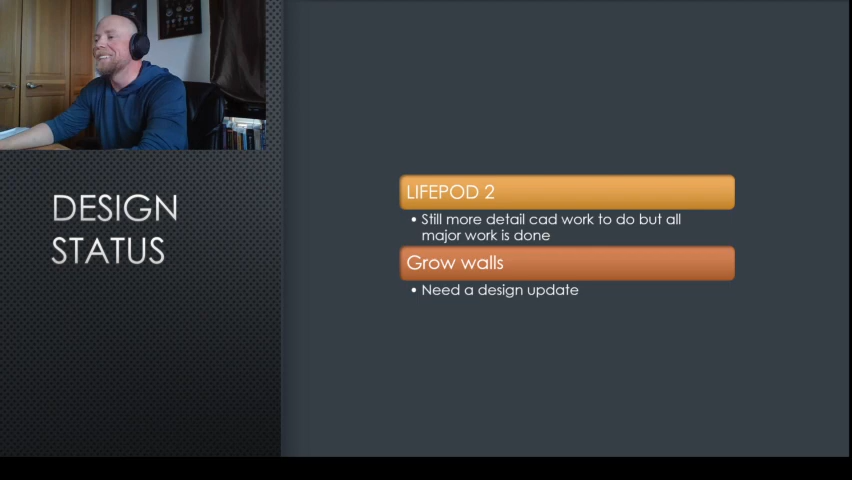 DESIGN
STATUS
LIFEPOD 2
• Still more detail cad work to do but all
major work is done
Grow walls
• Need a design update